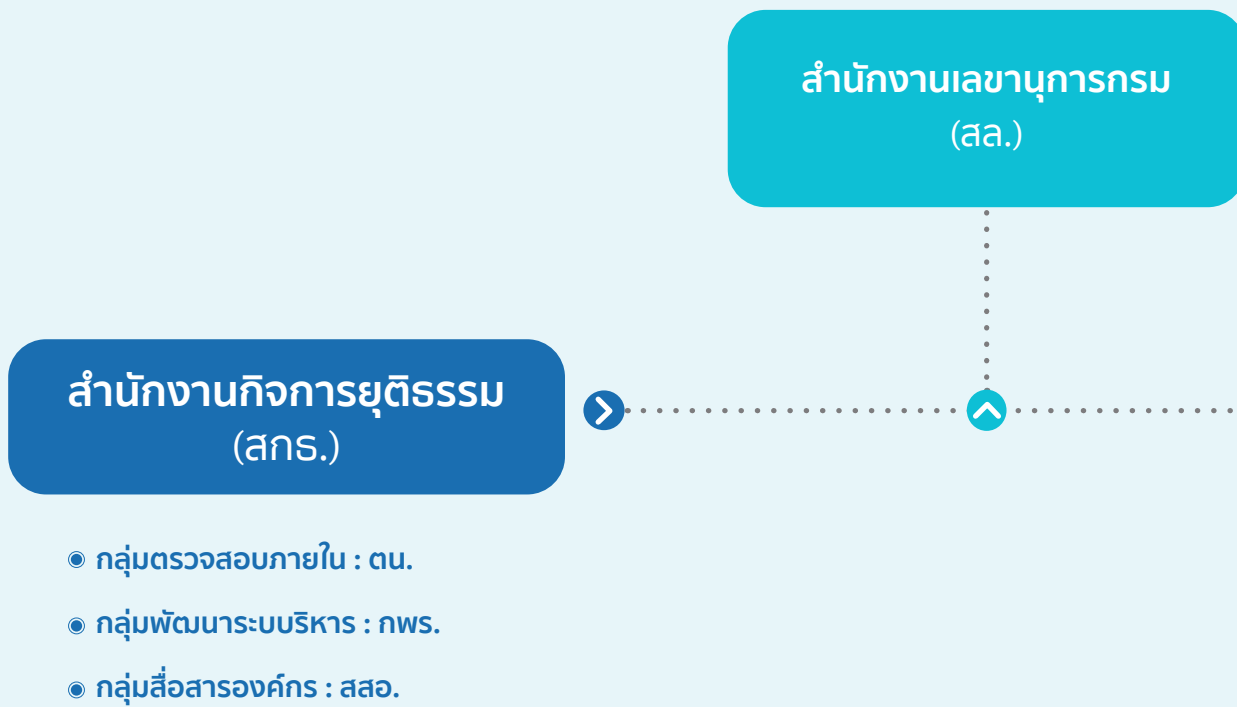 สำนักงานเลขานุการกรม
(สล.)
สำนักงานกิจการยุติธรรม
(สกธ.)
กลุ่มตรวจสอบภายใน : ตน.
กลุ่มพัฒนาระบบริหาร : กพร.
กลุ่มสื่อสารองค์กร : สสอ.